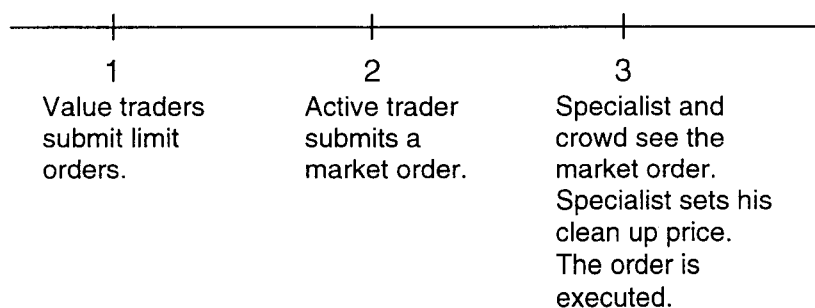 1
Value traders
submit limit
orders.
2
Active trader
submits a
market order.
3
Specialist and
crowd see the
market order.
Specialist sets his
clean up price.
The order is
executed.